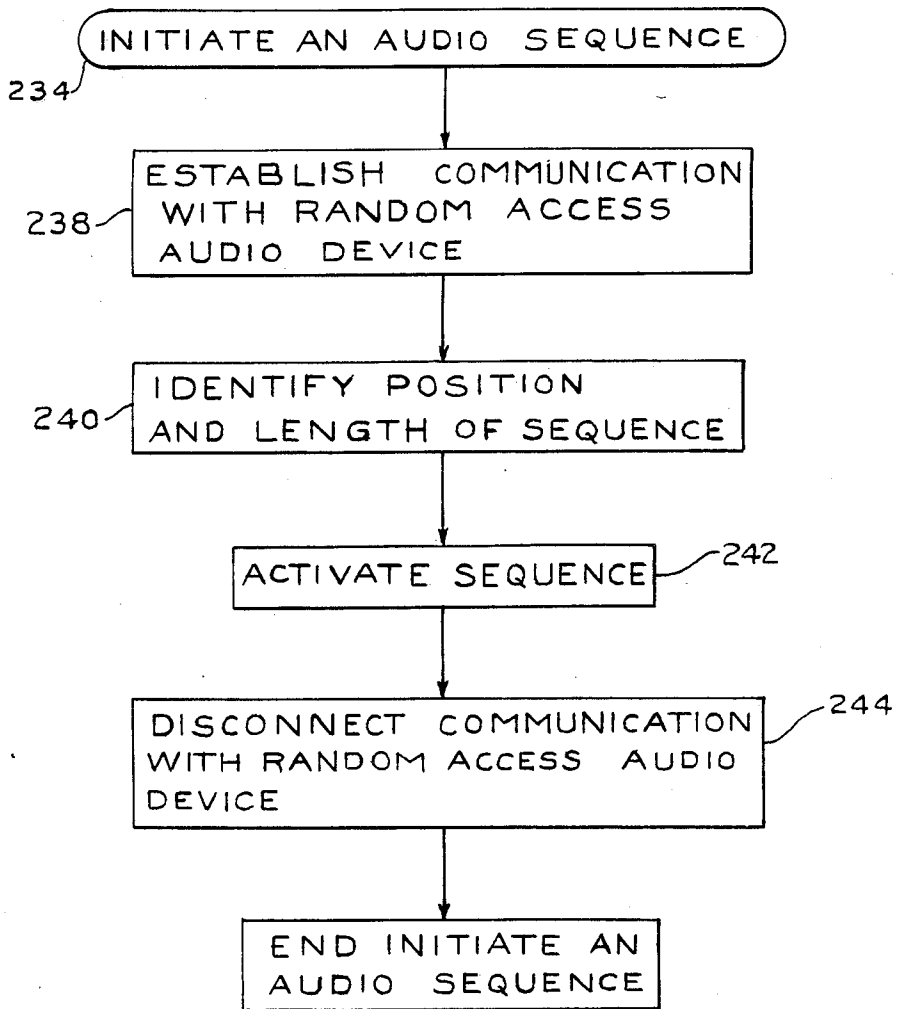 INITIATE AN AUDIO SEQUENCE
234
ESTABLISH COMMUNICATION
WITH RANDOM ACCESS
AUDIO DEVICE
238
IDENTIFY POSITION
AND LENGTH OF SEQUENCE
240
ACTIVATE SEQUENCE
242
DISCONNECT COMMUNICATION
WITH RANDOM ACCESS AUDIO
DEVICE
244
END INITIATE AN
AUDIO SEQUENCE